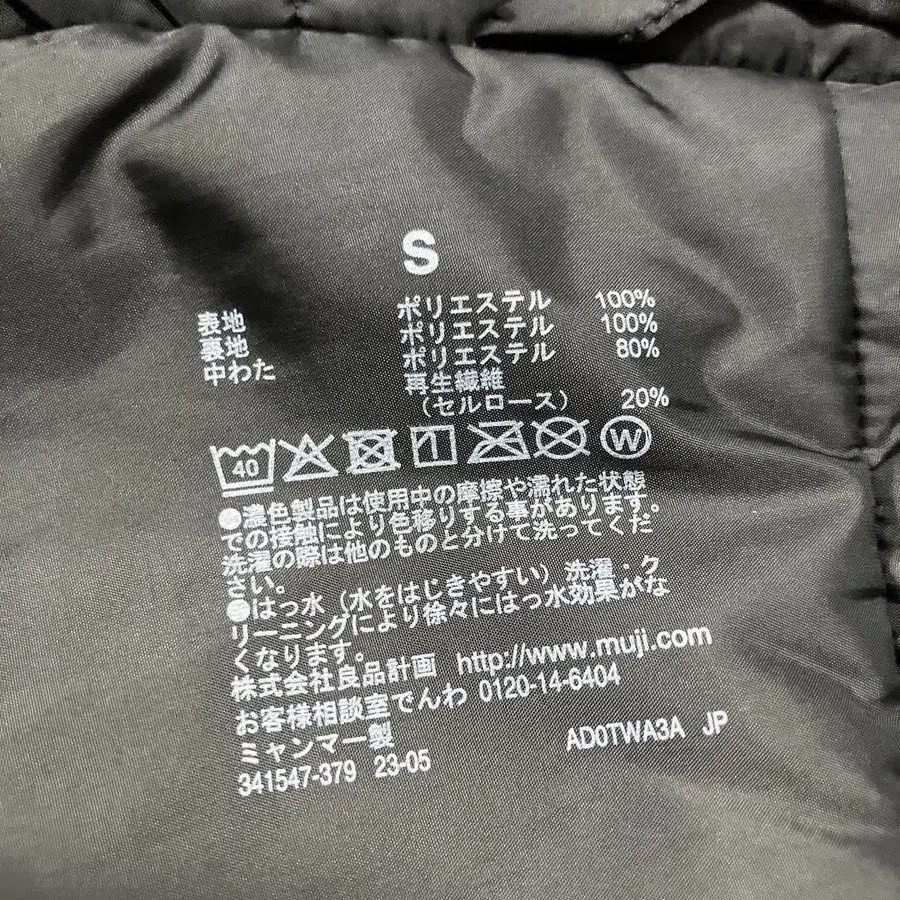 S
表地 ポリエステル 100%
裏地 ポリエステル 100%
中わた ポリエステル 80%
再生繊維
(セルロース) 20%
40 W
●濃色製品は使用中の摩擦や濡れた状態
での接触により色移りする事があります。
洗濯の際は他のものと分けて洗ってくだ
さい。
●はっ水(水をはじきやすい)洗濯・ク
リーニングにより徐々にはっ水効果がな
くなります。
株式会社良品計画 http://www.muji.com
お客様相談室でんわ 0120-14-6404
ミャンマー製 AD0TWA3A JP
341547-379 23-05